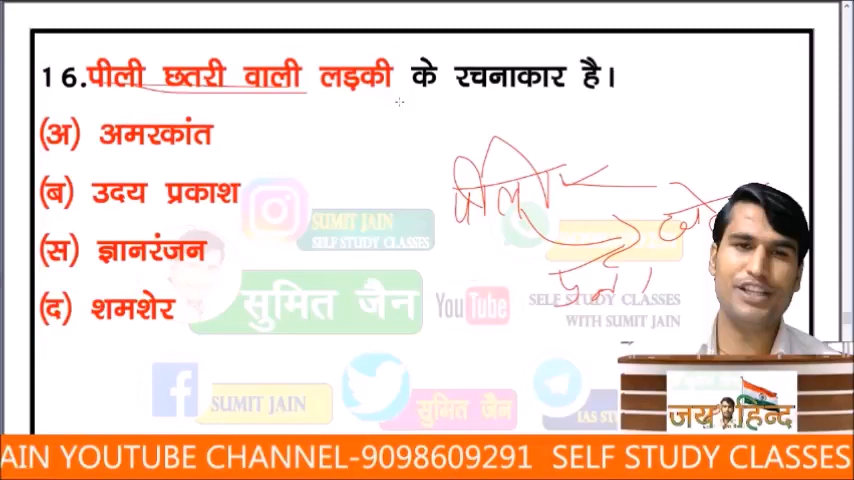 16.पीली छतरी वाली लड़की के रचनाकार है।
(अ) अमरकांत
(ब) उदय प्रकाश
(स) ज्ञानरंजन
(द) शमशेर
पीली
SUMIT JAIN
SELF STUDY CLASSES
सुमित जैन
YouTube
SELF STUDY CLASSES
WITH SUMIT JAIN
SUMIT JAIN
सुमित जैन
IAS
जय हिन्द
AIN YOUTUBE CHANNEL-9098609291 SELF STUDY CLASSES